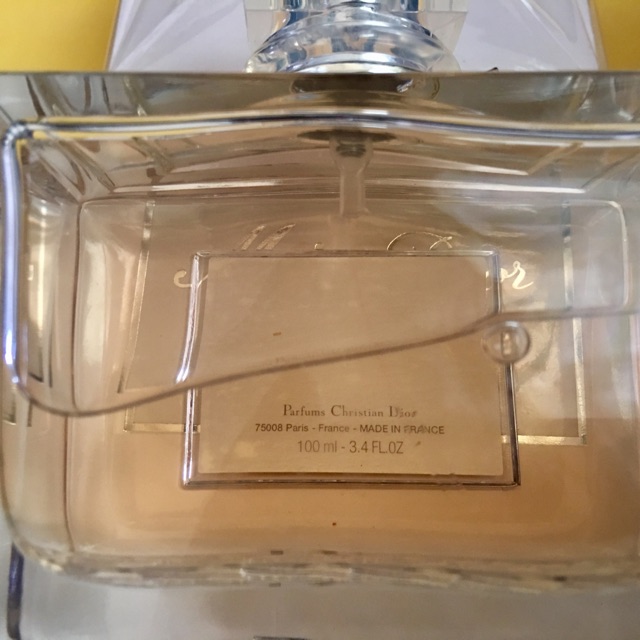 Parfums Christian Dior
75008 Paris - France - MADE IN FRANCE
100 ml - 3.4 FL.OZ